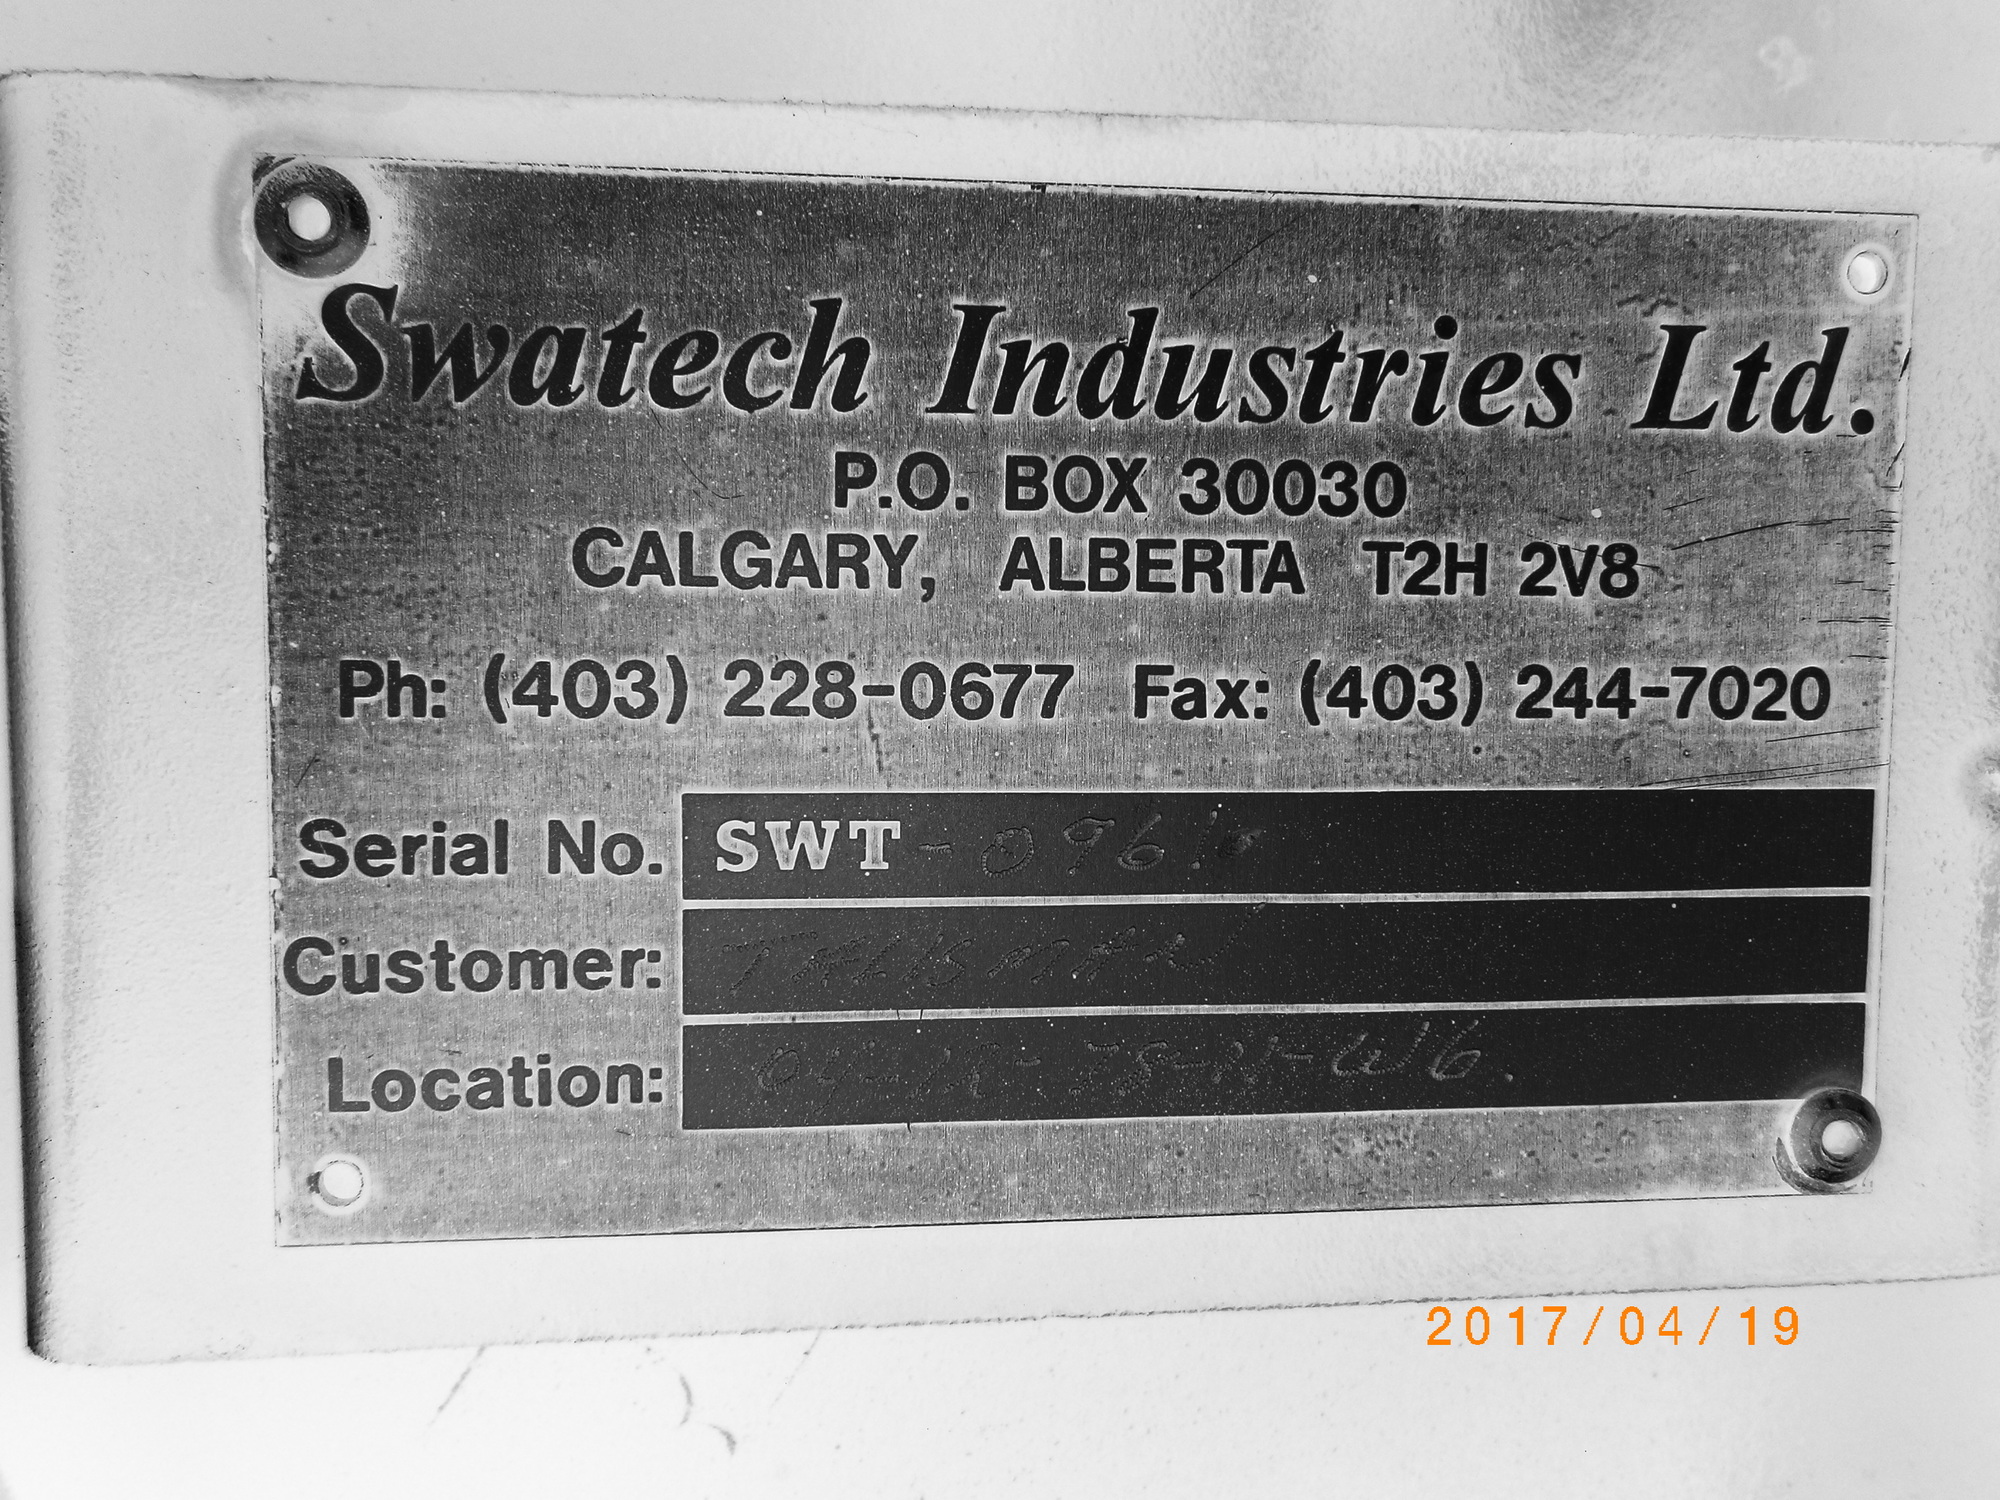 Swatech Industries Ltd.
P.O. BOX 30030
CALGARY, ALBERTA T2H 2V8
Ph: (403) 228-0677 Fax: (403) 244-7020
Serial No. SWT
Customer: TALISMAN
Location:
2017/04/19